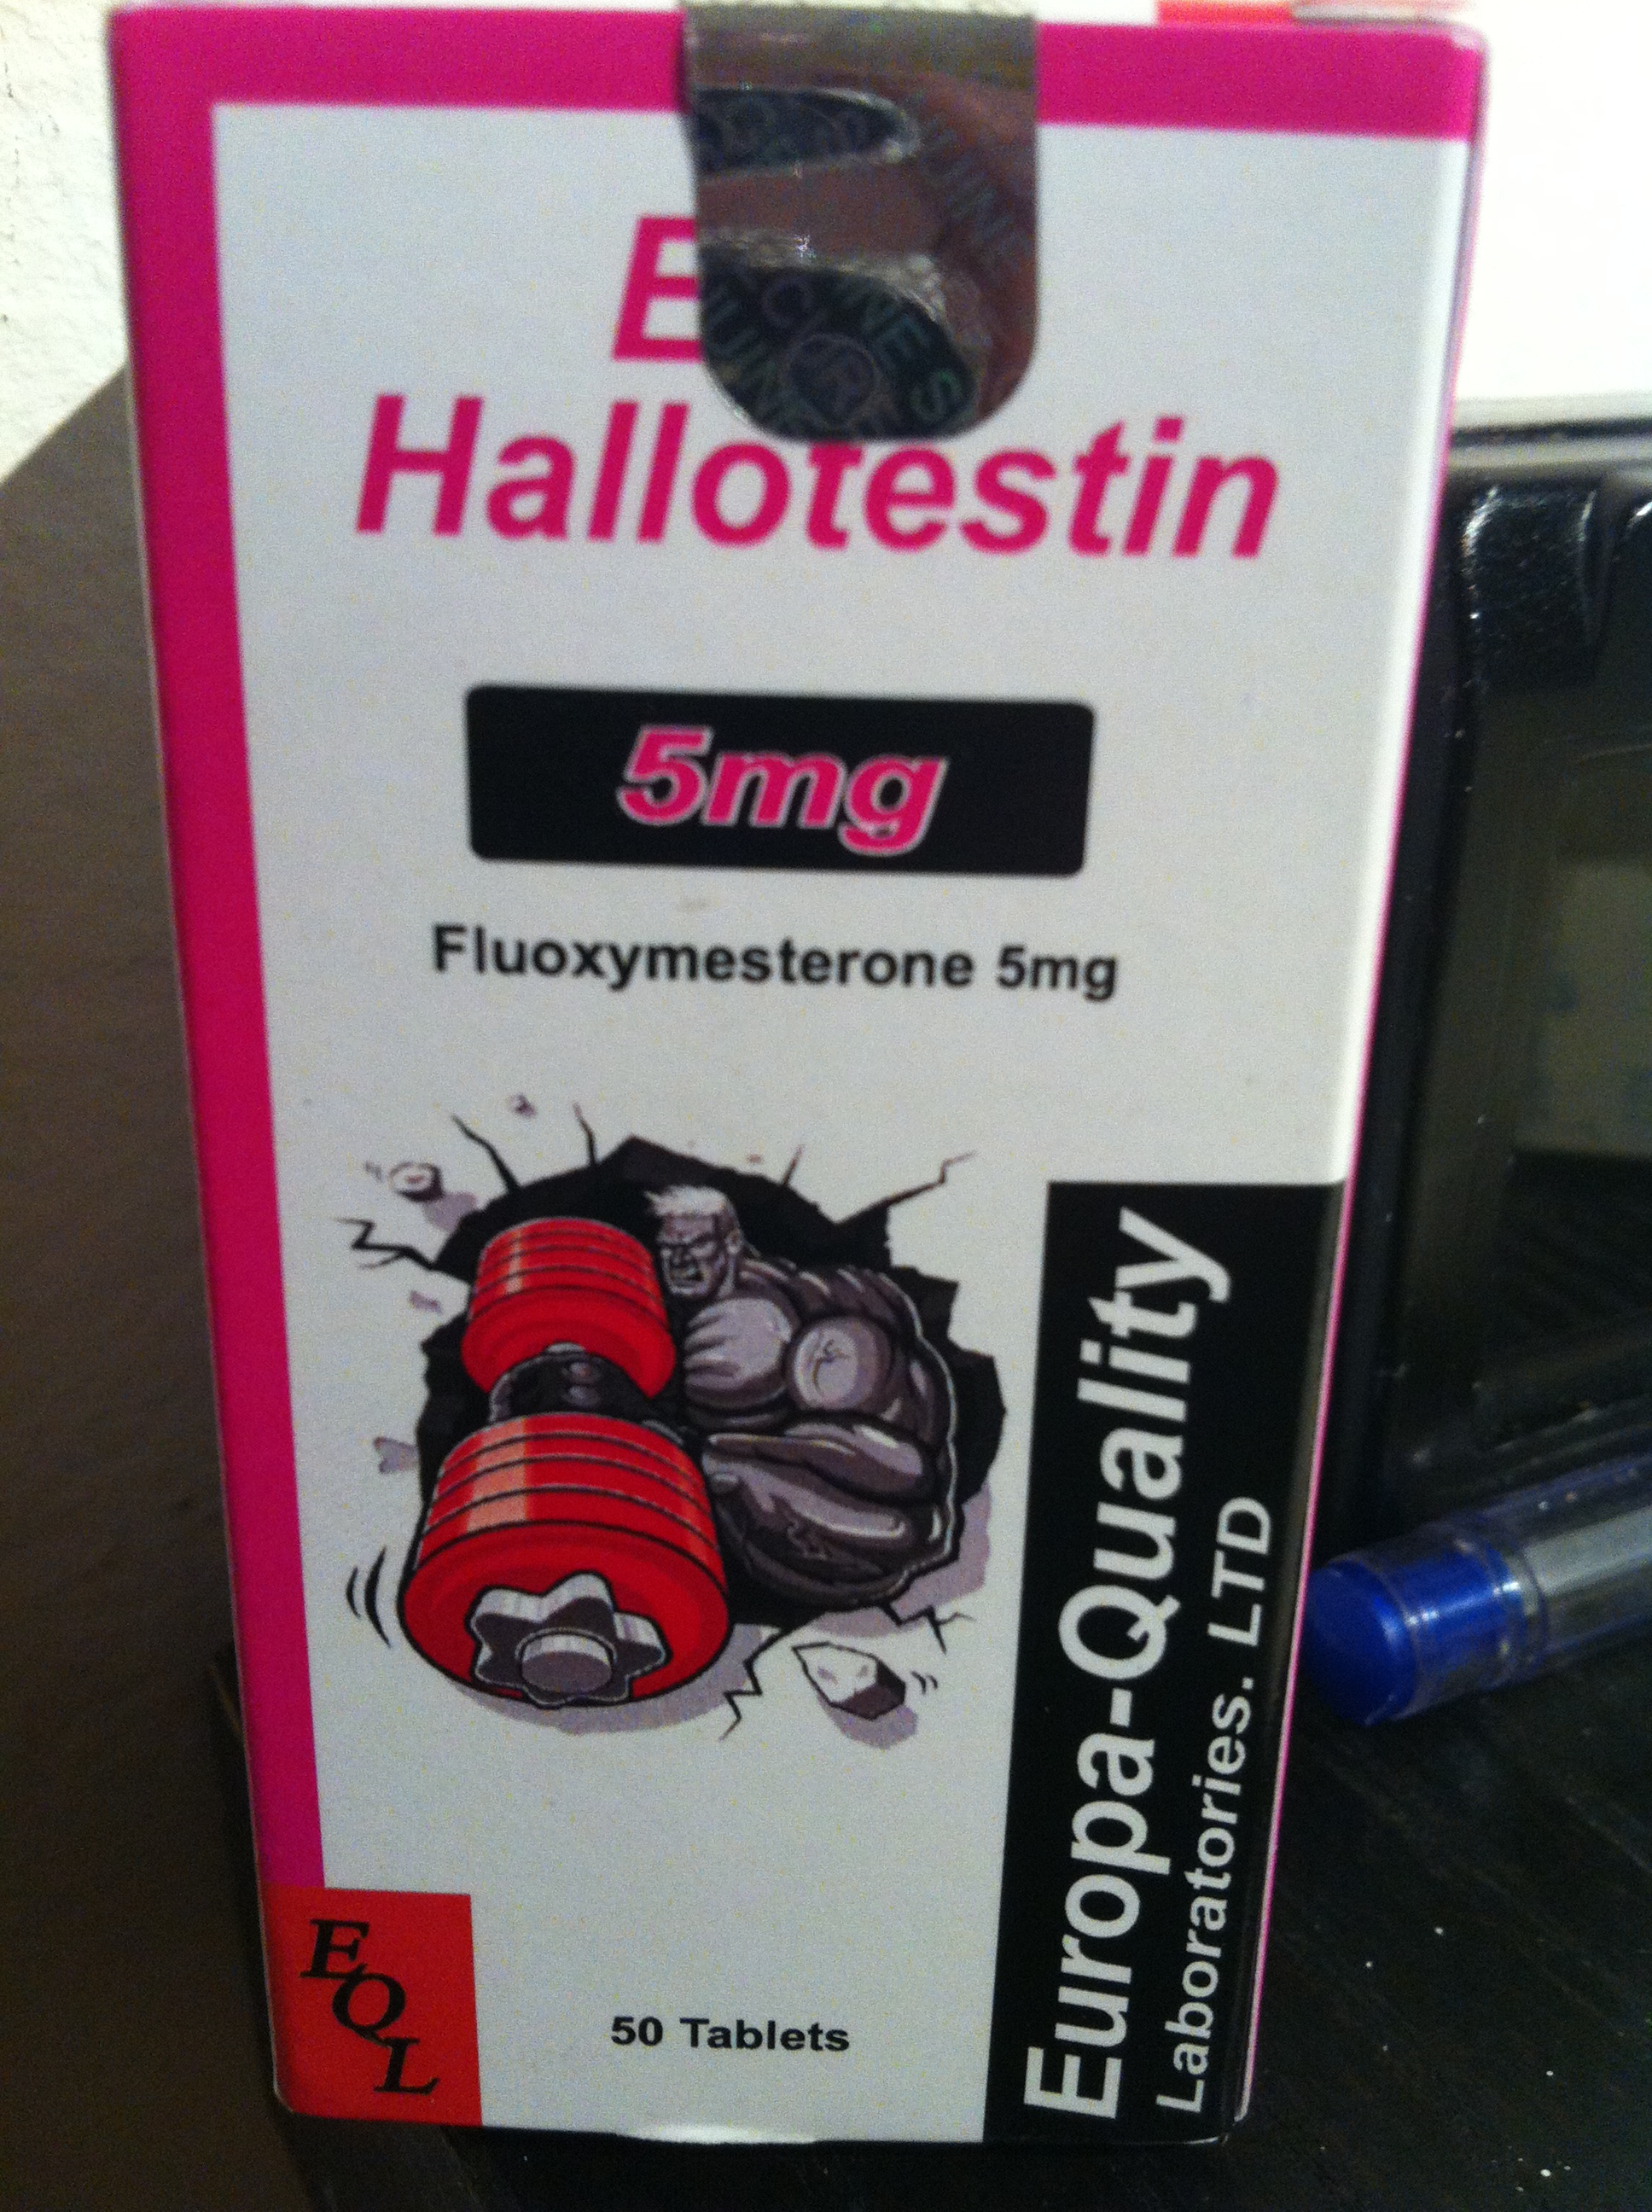 Hallotestin
5mg
Fluoxymesterone 5mg
Europa-Quality
Laboratories. LTD
EQL
50 Tablets